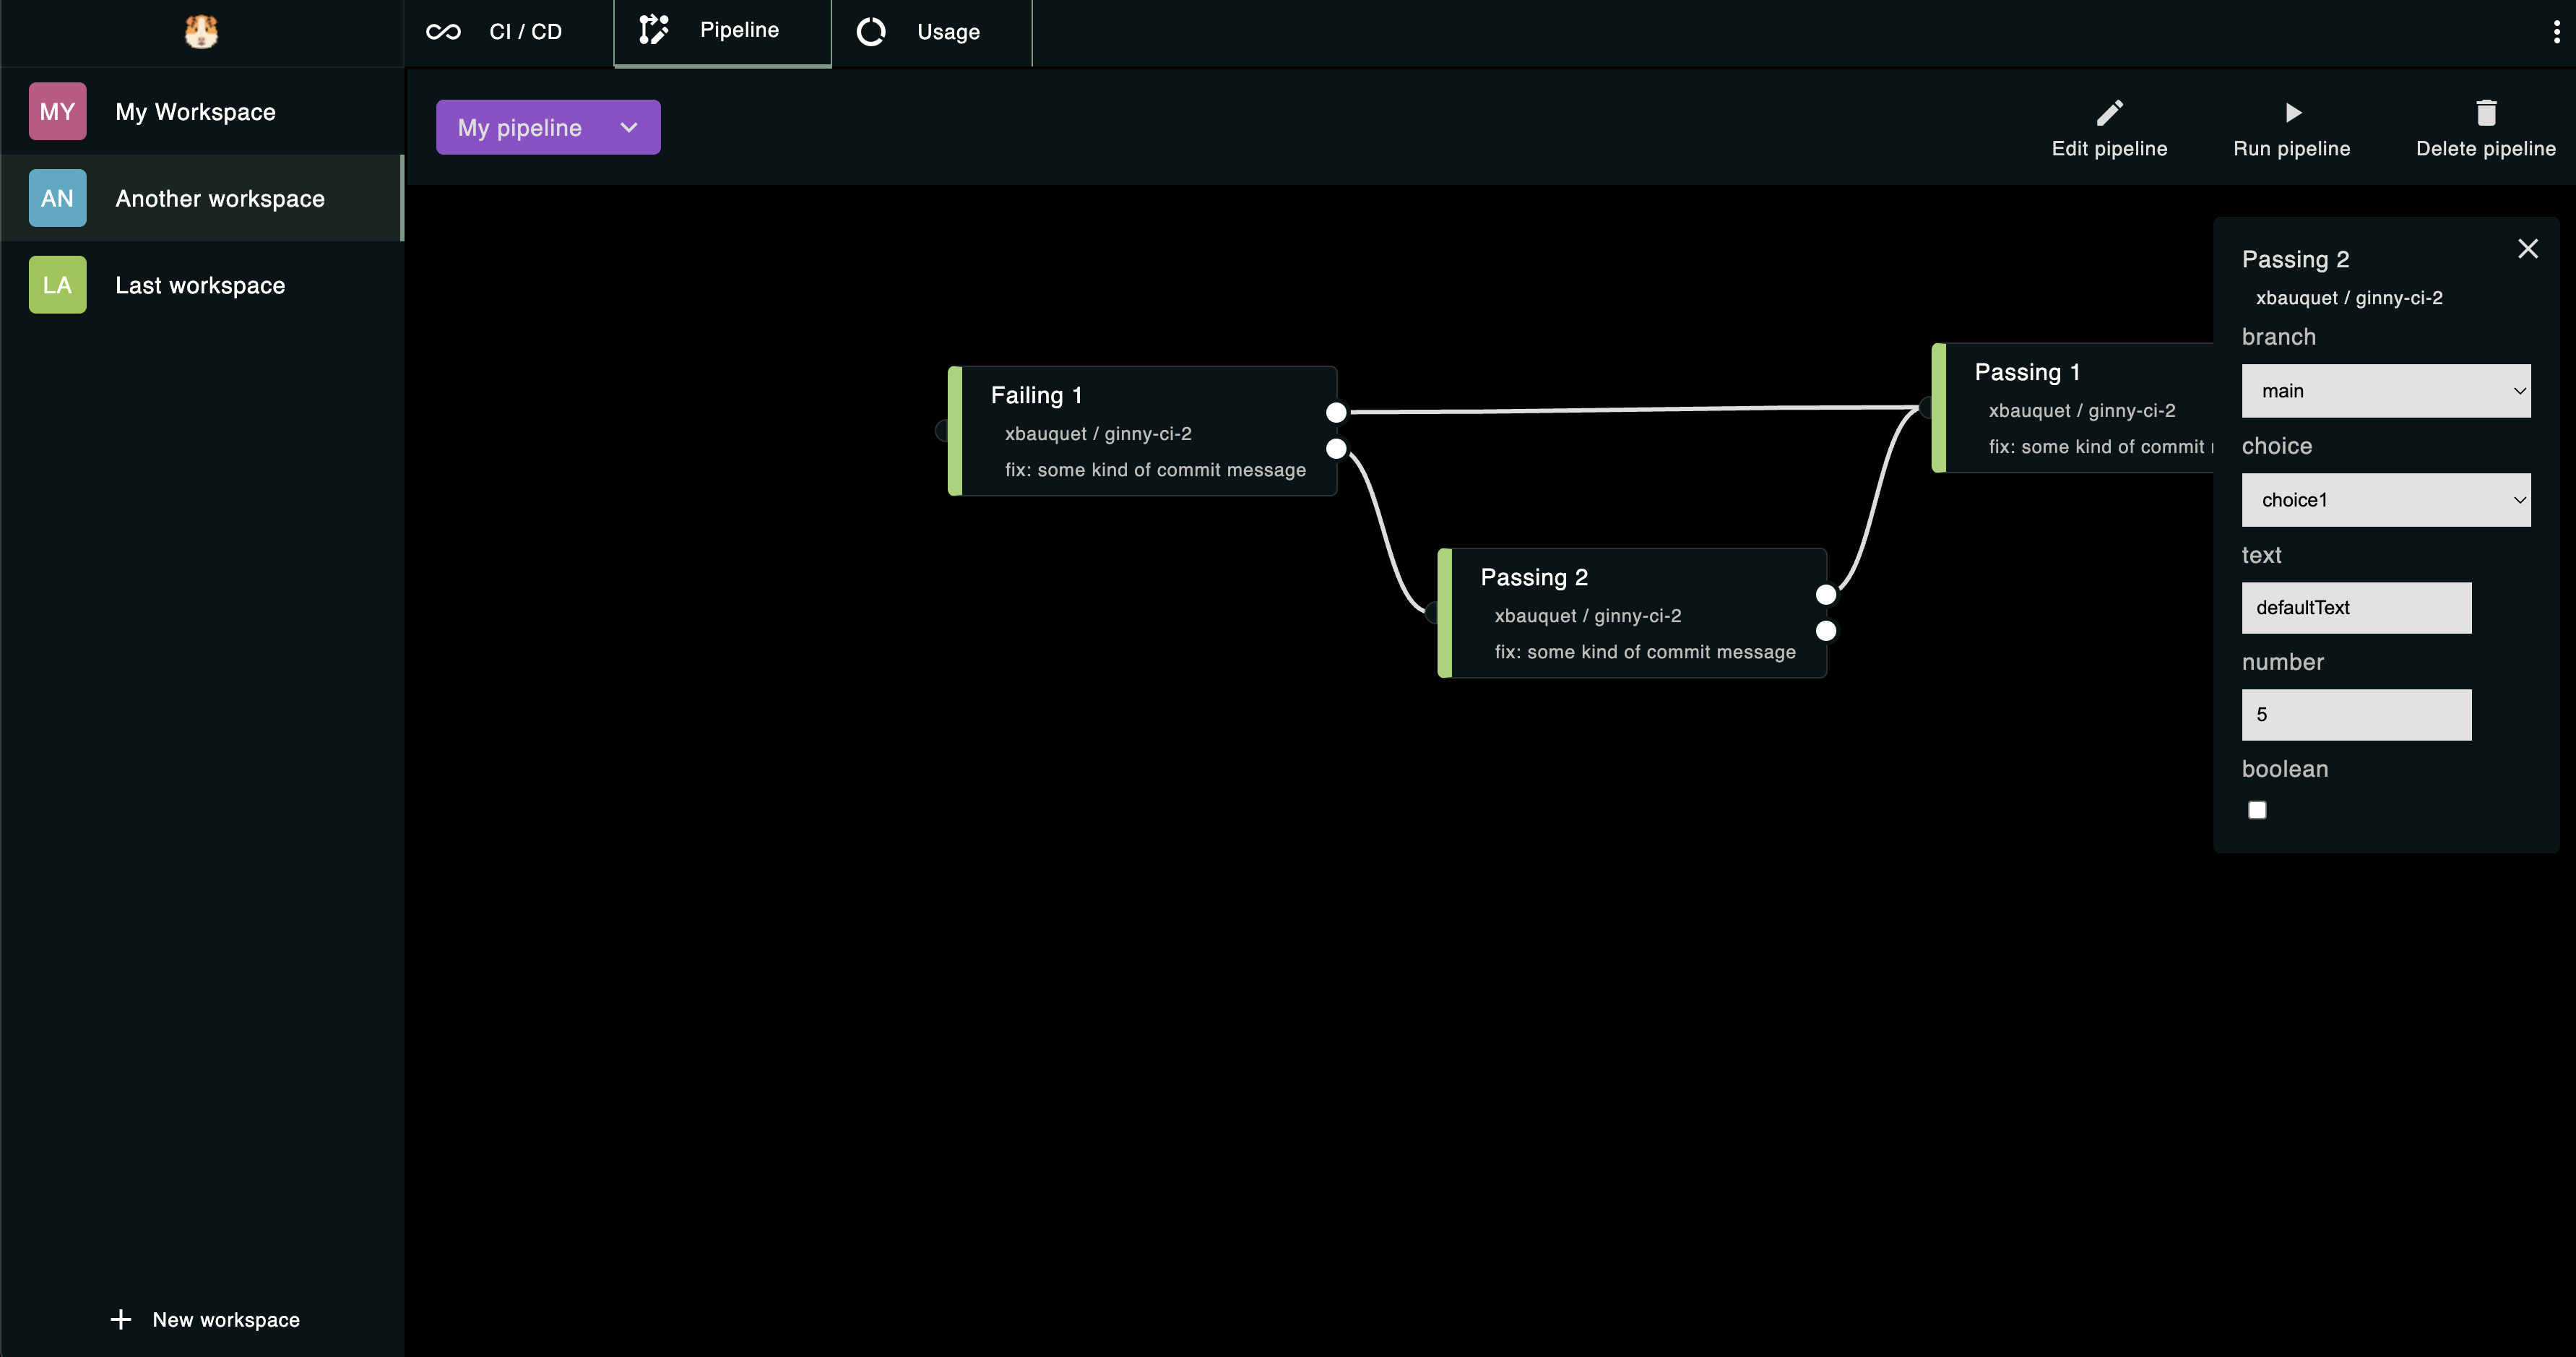 CI / CD
Pipeline
Usage
MY My Workspace
AN Another workspace
LA Last workspace
New workspace
My pipeline
Edit pipeline
Run pipeline
Delete pipeline
Failing 1
xbauquet / ginny-ci-2
fix: some kind of commit message
Passing 2
xbauquet / ginny-ci-2
fix: some kind of commit message
Passing 1
xbauquet / ginny-ci-2
fix: some kind of commit
Passing 2
xbauquet / ginny-ci-2
branch
main
choice
choice1
text
defaultText
number
5
boolean